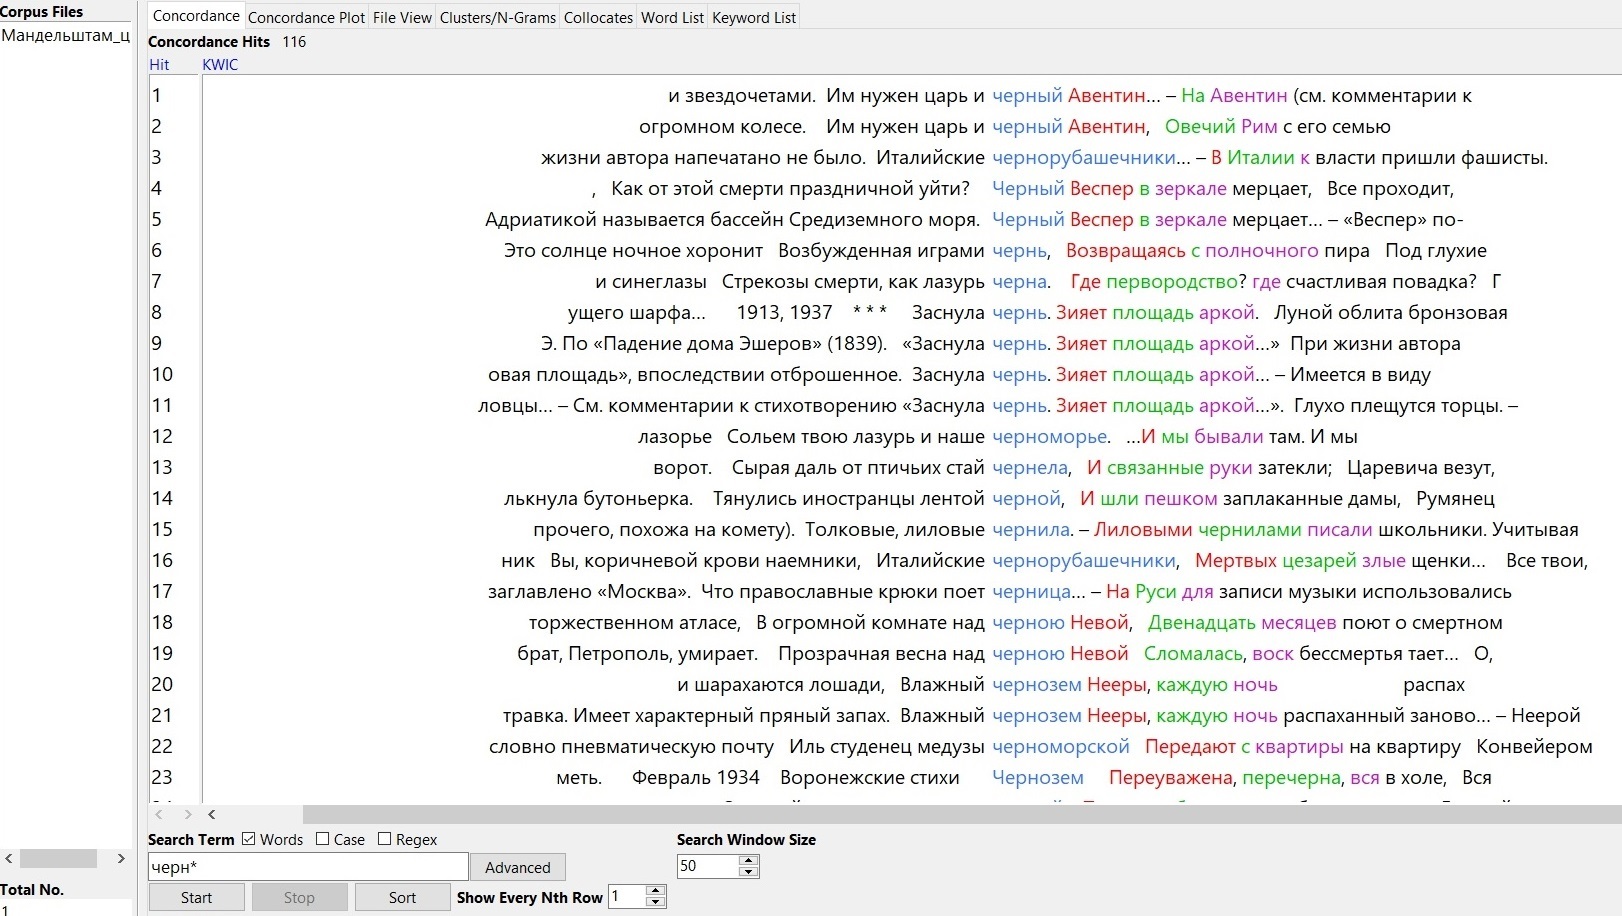 Corpus Files
Мандельштам_ц
Concordance Concordance Plot File View Clusters/N-Grams Collocates Word List Keyword List
Concordance Hits 116
Hit KWIC
1 и звездочетами. Им нужен царь и черный Авентин... – На Авентин (см. комментарии к
2 огромном колесе. Им нужен царь и черный Авентин, Овечий Рим с его семью
3 жизни автора напечатано не было. Италийские чернорубашечники... – В Италии к власти пришли фашисты.
4 , Как от этой смерти праздничной уйти? Черный Веспер в зеркале мерцает, Все проходит,
5 Адриатикой называется бассейн Средиземного моря. Черный Веспер в зеркале мерцает... – «Веспер» по-
6 Это солнце ночное хоронит Возбужденная играми чернь, Возвращаясь с полночного пира Под глухие
7 и синеглазы Стрекозы смерти, как лазурь черна. Где первородство? где счастливая повадка? Г
8 ущего шарфа... 1913, 1937 * * * Заснула чернь. Зияет площадь аркой. Луной облита бронзовая
9 Э. По «Падение дома Эшеров» (1839). «Заснула чернь. Зияет площадь аркой...» При жизни автора
10 овая площадь», впоследствии отброшенное. Заснула чернь. Зияет площадь аркой... – Имеется в виду
11 ловцы... – См. комментарии к стихотворению «Заснула чернь. Зияет площадь аркой...». Глухо плещутся торцы. –
12 лазорье Сольем твою лазурь и наше черноморье. ...И мы бывали там. И мы
13 ворот. Сырая даль от птичьих стай чернела, И связанные руки затекли; Царевича везут,
14 лькнула бутоньерка. Тянулись иностранцы лентой черной, И шли пешком заплаканные дамы, Румянец
15 прочего, похожа на комету). Толковые, лиловые чернила. – Лиловыми чернилами писали школьники. Учитывая
16 ник Вы, коричневой крови наемники, Италийские чернорубашечники, Мертвых цезарей злые щенки... Все твои,
17 заглавлено «Москва». Что православные крюки поет черница... – На Руси для записи музыки использовались
18 торжественном атласе, В огромной комнате над черною Невой, Двенадцать месяцев поют о смертном
19 брат, Петрополь, умирает. Прозрачная весна над черною Невой Сломалась, воск бессмертья тает... О,
20 и шарахаются лошади, Влажный чернозем Нееры, каждую ночь распах
21 травка. Имеет характерный пряный запах. Влажный чернозем Нееры, каждую ночь распаханный заново... – Неерой
22 словно пневматическую почту Иль студенец медузы черноморской Передают с квартиры на квартиру Конвейером
23 меть. Февраль 1934 Воронежские стихи Чернозем Переуважена, перечерна, вся в холе, Вся
Search Term Words Case Regex Search Window Size
черн* Advanced 50
Total No.
Start Stop Sort Show Every Nth Row 1
1